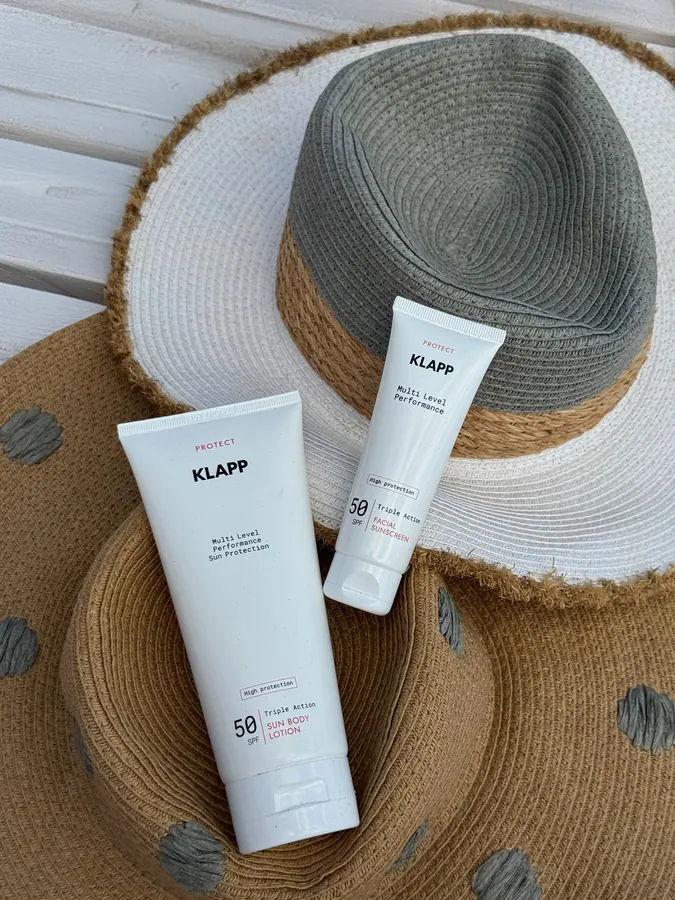 PROTECT
KLAPP
Multi Level
Performance
High protection
50
SPF
Triple Action
FACIAL
SUNSCREEN
PROTECT
KLAPP
Multi Level
Performance
Sun Protection
High protection
50
SPF
Triple Action
SUN BODY
LOTION